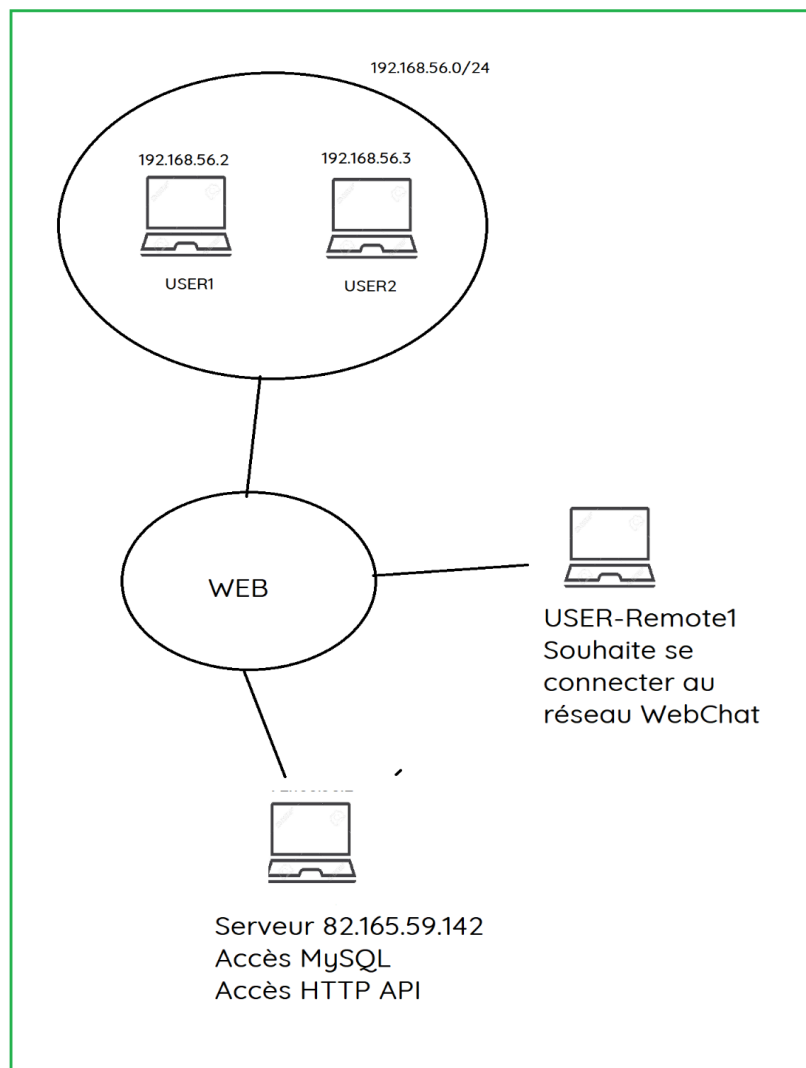 192.168.56.0/24
192.168.56.2
192.168.56.3
USER1
USER2
WEB
USER-Remote1
Souhaite se
connecter au
réseau WebChat
Serveur 82.165.59.142
Accès MySQL
Accès HTTP API